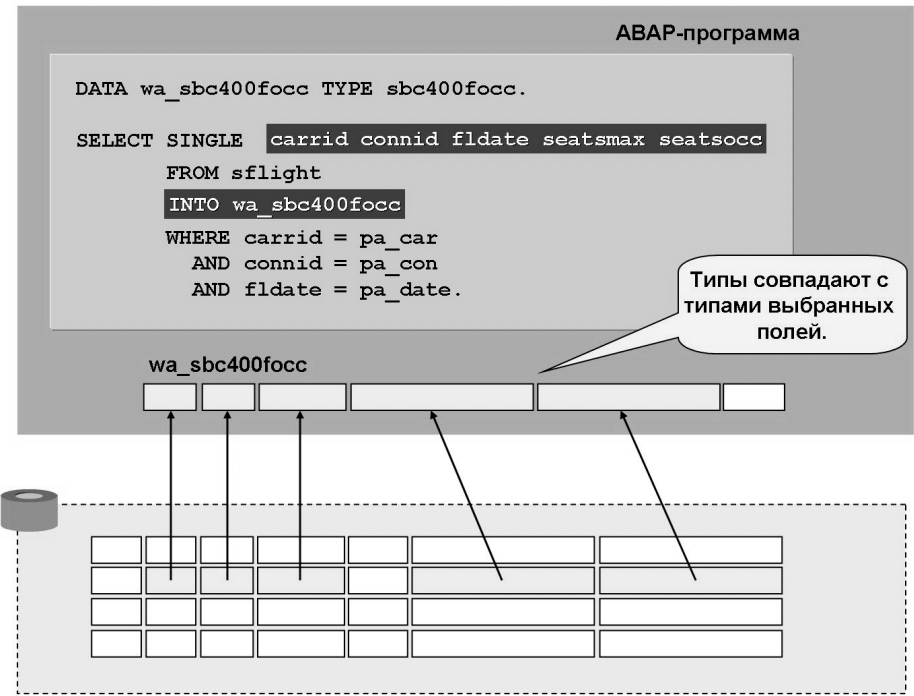 ABAP-программа
DATA wa_sbc400focc TYPE sbc400focc.
SELECT SINGLE carrid connid fldate seatsmax seatsocc
FROM sflight
INTO wa_sbc400focc
WHERE carrid = pa_car
AND connid = pa_con
AND fldate = pa_date.
Типы совпадают с
типами выбранных
полей.
wa_sbc400focc